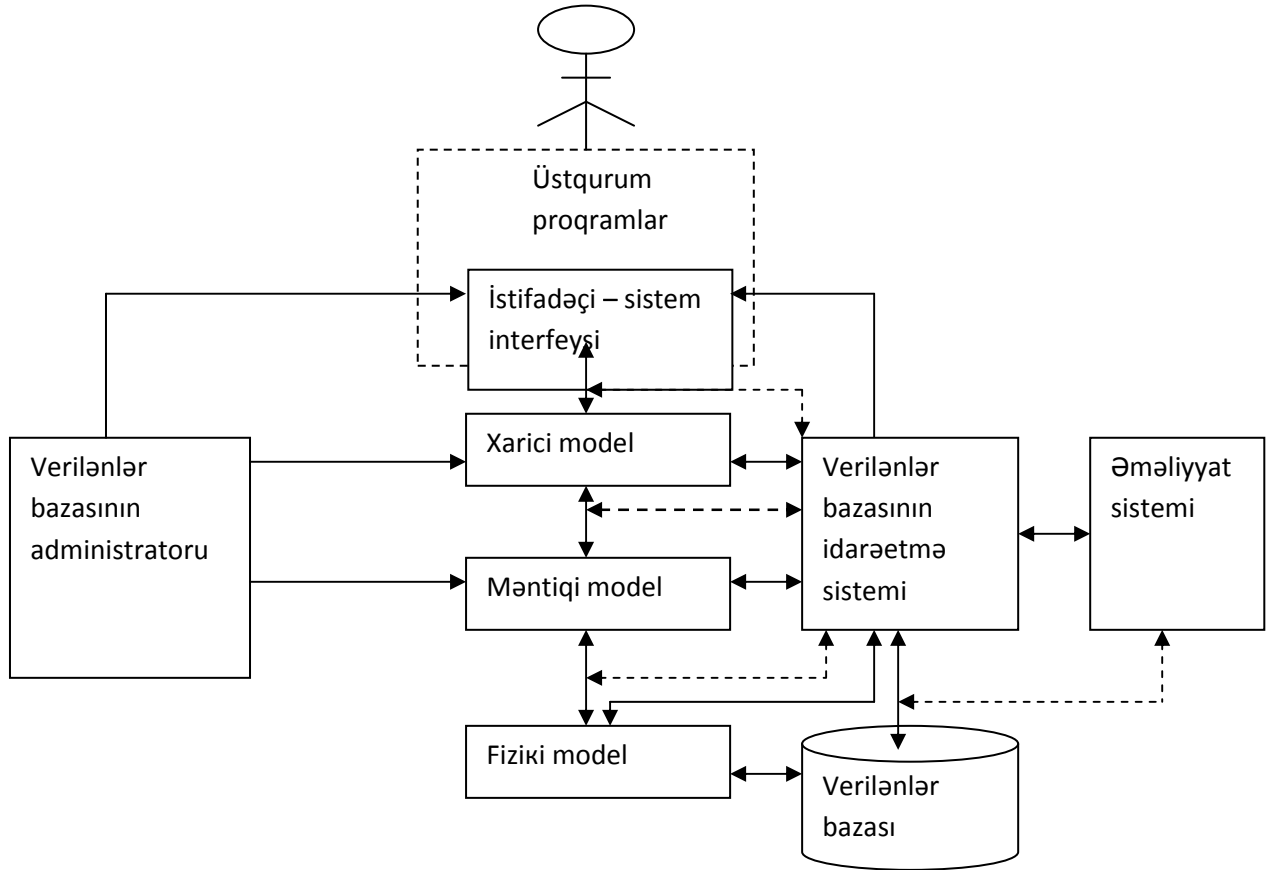 Üstqurum
proqramlar
İstifadəçi – sistem
interfeysi
Xarici model
Verilənlər
bazasının
administratoru
Verilənlər
bazasının
idarəetmə
sistemi
Əməliyyat
sistemi
Məntiqi model
Fiziкi model
Verilənlər
bazası